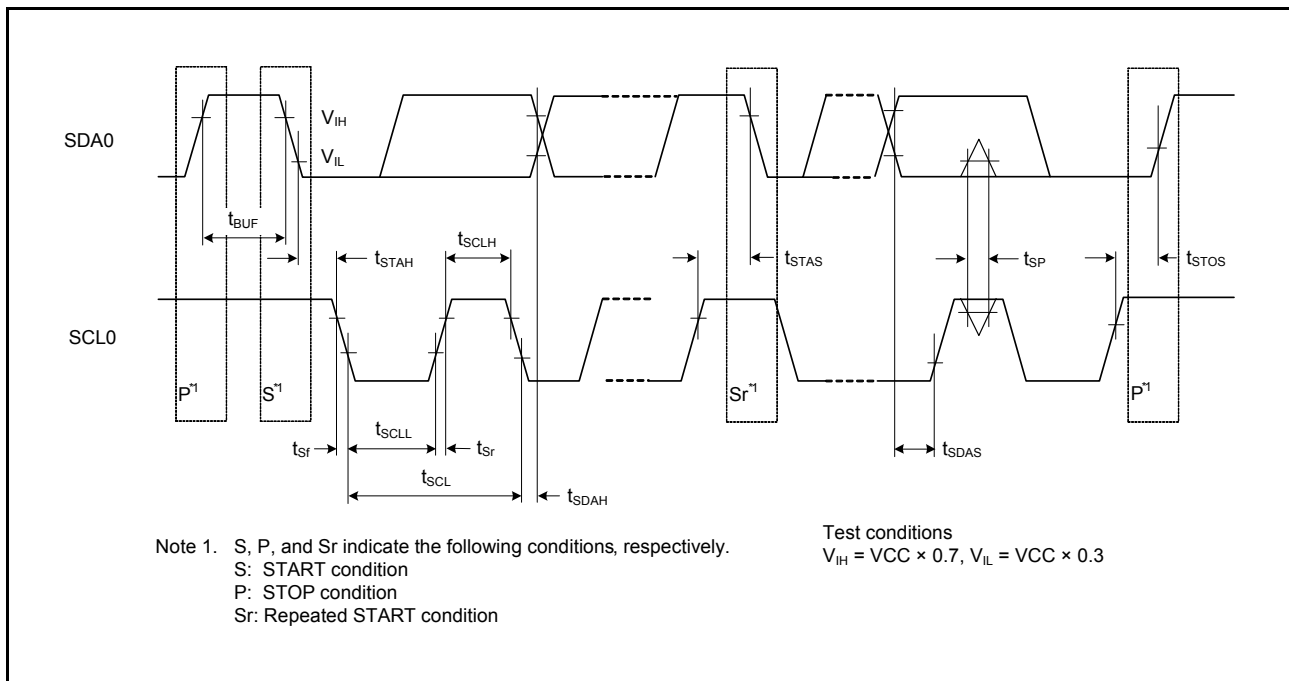 SDA0
V_IH
V_IL
t_BUF
t_STAH
t_SCLH
t_STAS
t_SP
t_STOS
SCL0
P*1
S*1
Sr*1
P*1
t_Sf
t_SCLL
t_Sr
t_SDAS
t_SCL
t_SDAH
Note 1. S, P, and Sr indicate the following conditions, respectively.
S: START condition
P: STOP condition
Sr: Repeated START condition
Test conditions
V_IH = VCC × 0.7, V_IL = VCC × 0.3